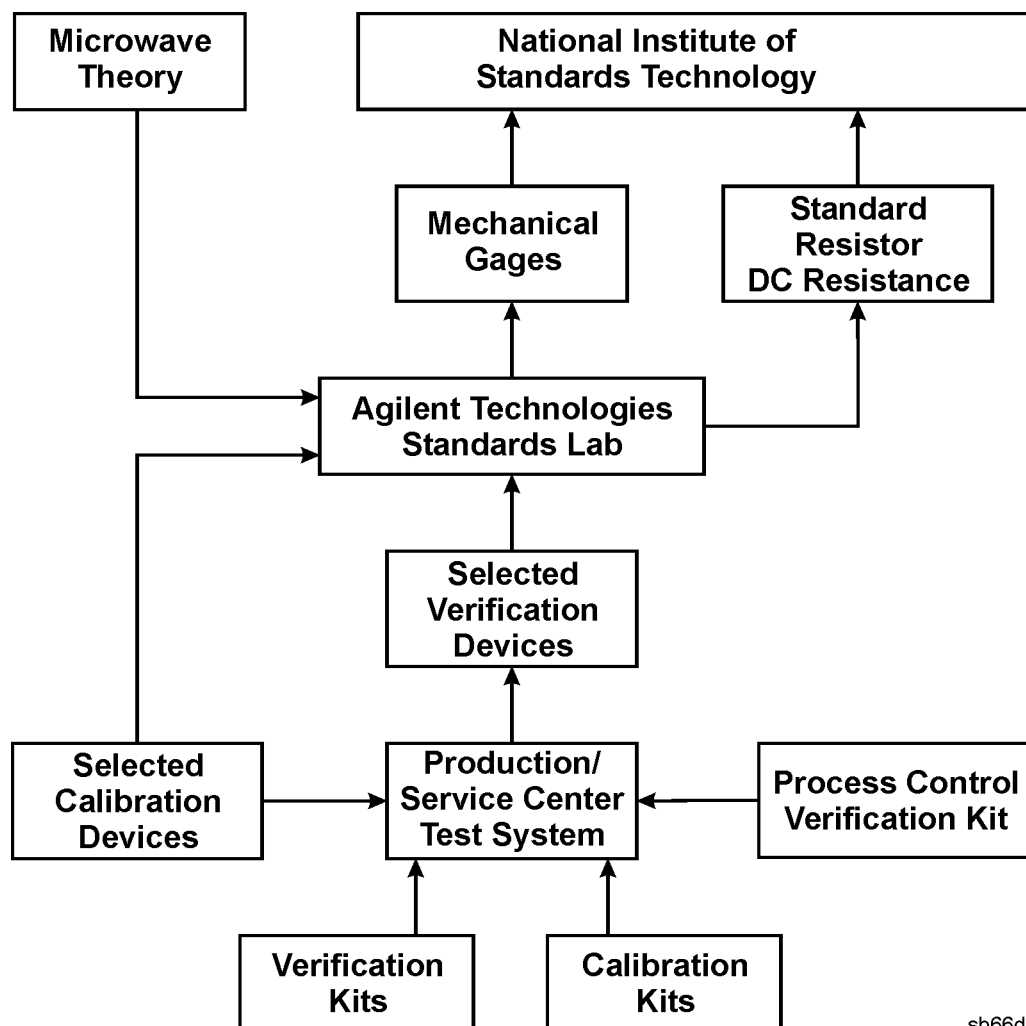 Microwave
Theory
National Institute of
Standards Technology
Mechanical
Gages
Standard
Resistor
DC Resistance
Agilent Technologies
Standards Lab
Selected
Verification
Devices
Selected
Calibration
Devices
Production/
Service Center
Test System
Process Control
Verification Kit
Verification
Kits
Calibration
Kits
sb66d